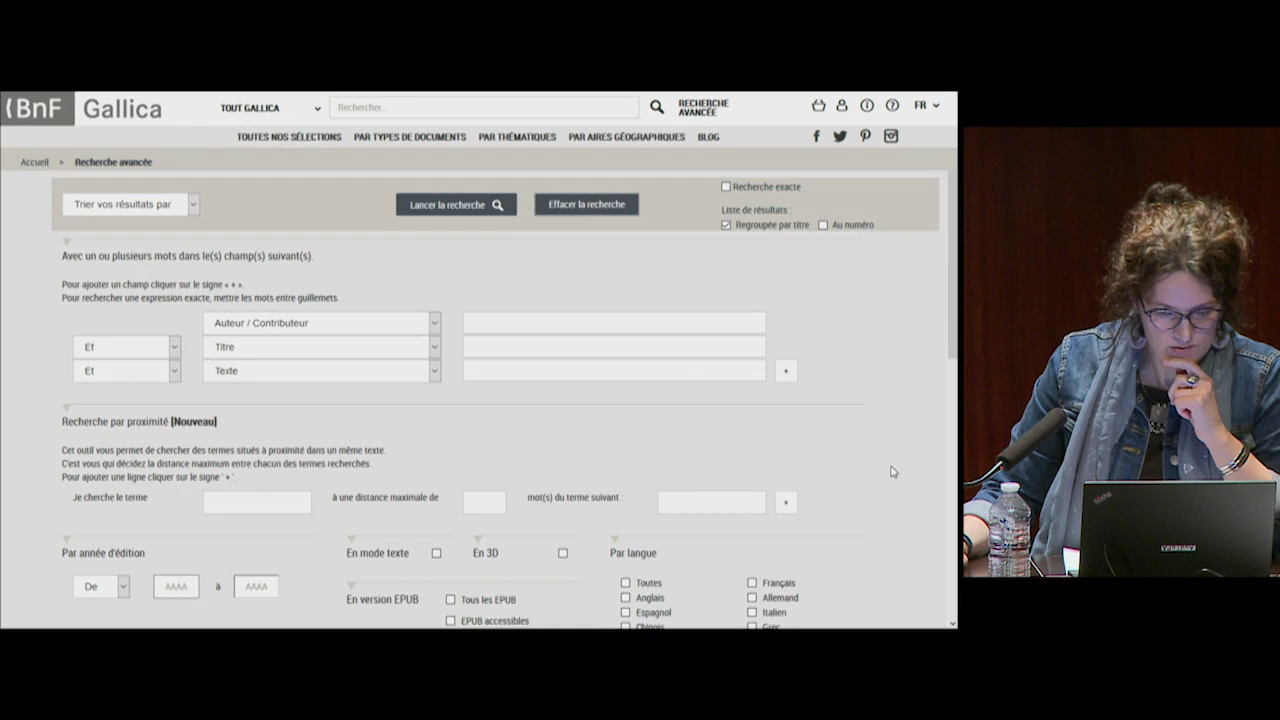 BnF Gallica
TOUT GALLICA Rechercher... RECHERCHE AVANCÉE FR
TOUTES NOS SÉLECTIONS PAR TYPES DE DOCUMENTS PAR THÉMATIQUES PAR AIRES GÉOGRAPHIQUES BLOG
Accueil > Recherche avancée
Trier vos résultats par Lancer la recherche Effacer la recherche
Recherche exacte
Liste de résultats :
Regroupée par titre Au numéro
Avec un ou plusieurs mots dans le(s) champ(s) suivant(s).
Pour ajouter un champ cliquer sur le signe « + ».
Pour rechercher une expression exacte, mettre les mots entre guillemets.
Auteur / Contributeur
Et Titre
Et Texte +
Recherche par proximité [Nouveau]
Cet outil vous permet de chercher des termes situés à proximité dans un même texte.
C'est vous qui décidez la distance maximum entre chacun des termes recherchés.
Pour ajouter une ligne cliquer sur le signe ' + '.
Je cherche le terme à une distance maximale de mot(s) du terme suivant : +
Par année d'édition En mode texte En 3D Par langue
De AAAA à AAAA
En version EPUB Tous les EPUB
EPUB accessibles
Toutes Français
Anglais Allemand
Espagnol Italien
Chinois Grec